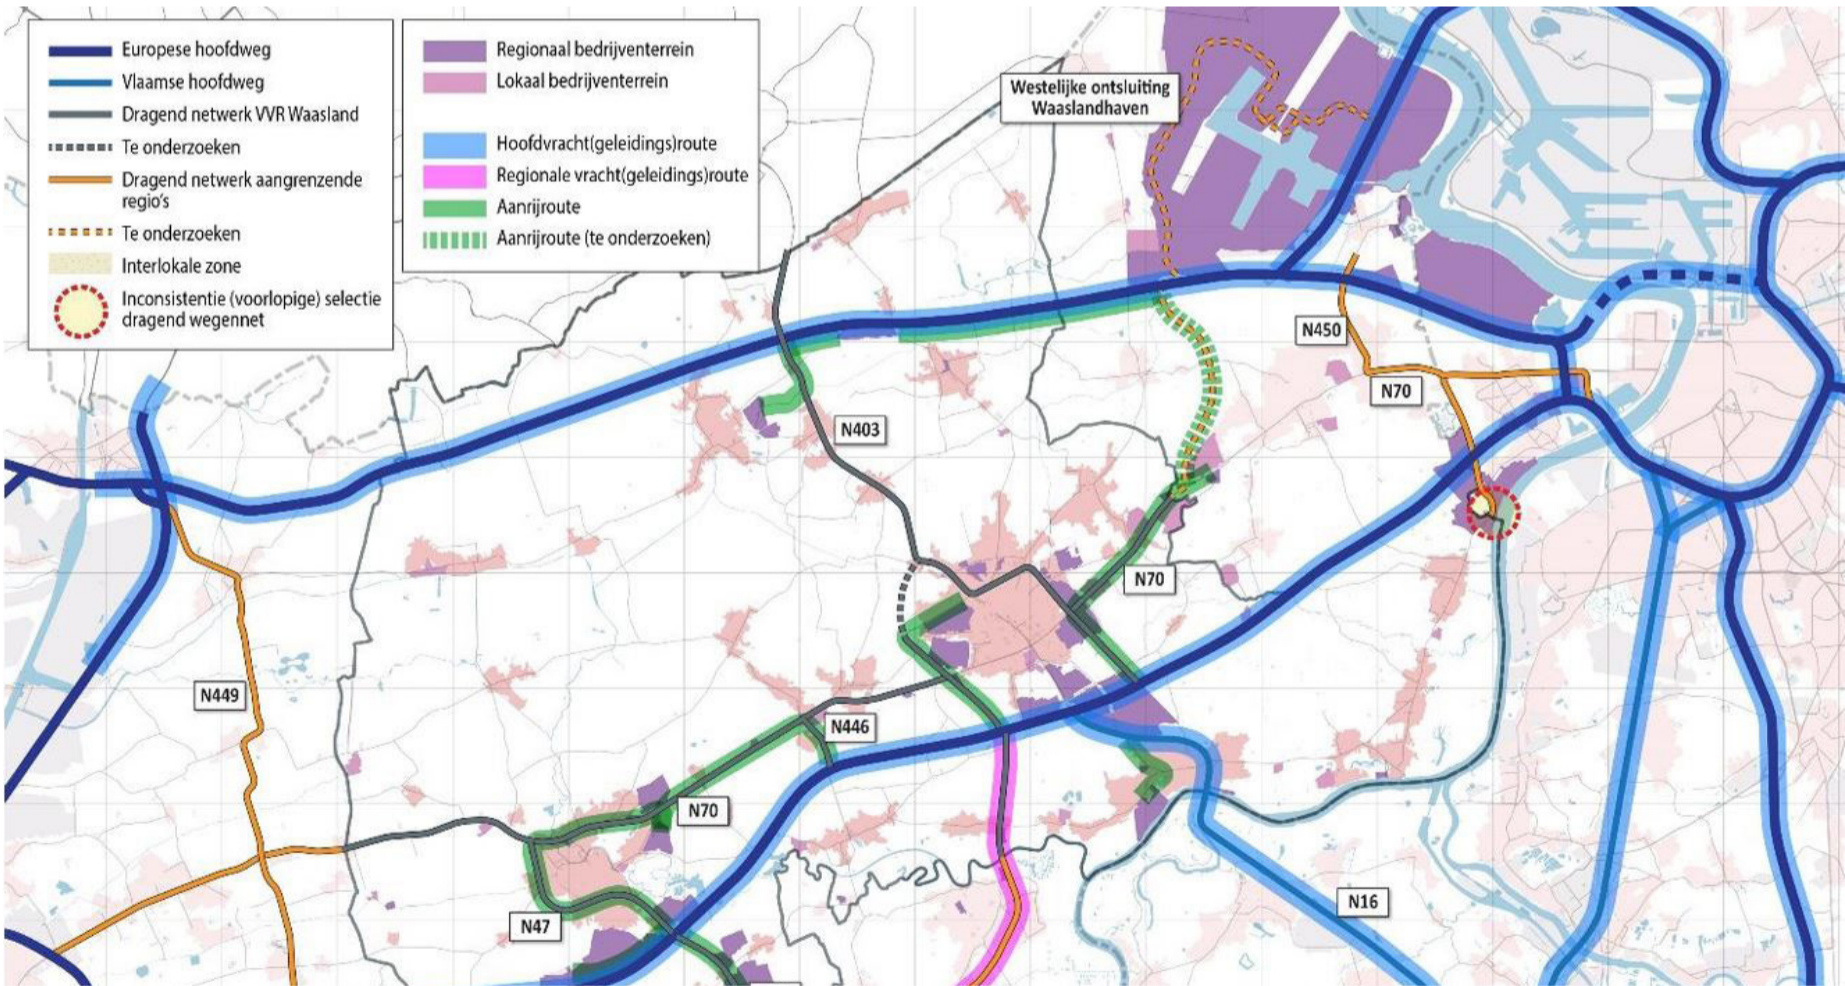 Europese hoofdweg
Vlaamse hoofdweg
Dragend netwerk VVR Waasland
Te onderzoeken
Dragend netwerk aangrenzende
regio's
Te onderzoeken
Interlokale zone
Inconsistentie (voorlopige) selectie
dragend wegennet
Regionaal bedrijventerrein
Lokaal bedrijventerrein
Hoofdvracht(geleidings)route
Regionale vracht(geleidings)route
Aanrijroute
Aanrijroute (te onderzoeken)
Westelijke ontsluiting
Waaslandhaven
N450
N70
N403
N70
N449
N446
N70
N16
N47